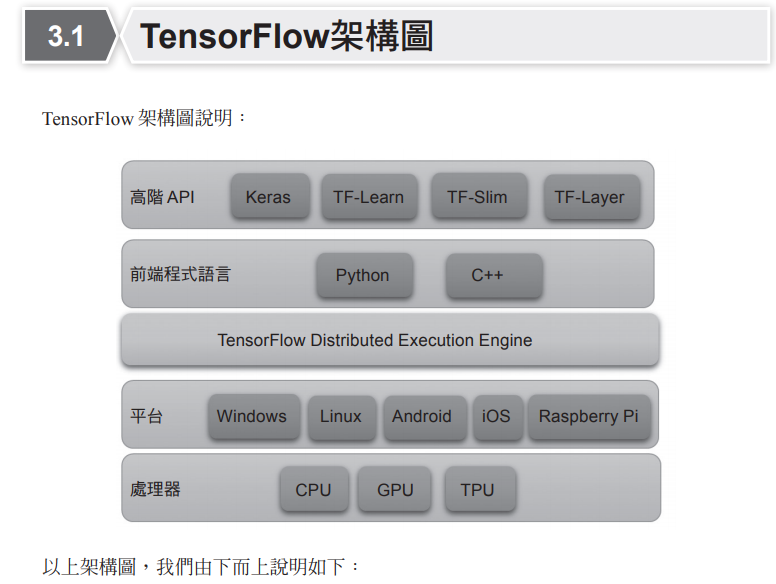 3.1 TensorFlow架構圖
TensorFlow 架構圖說明：
高階 API Keras TF-Learn TF-Slim TF-Layer
前端程式語言 Python C++
TensorFlow Distributed Execution Engine
平台 Windows Linux Android iOS Raspberry Pi
處理器 CPU GPU TPU
以上架構圖，我們由下而上說明如下：